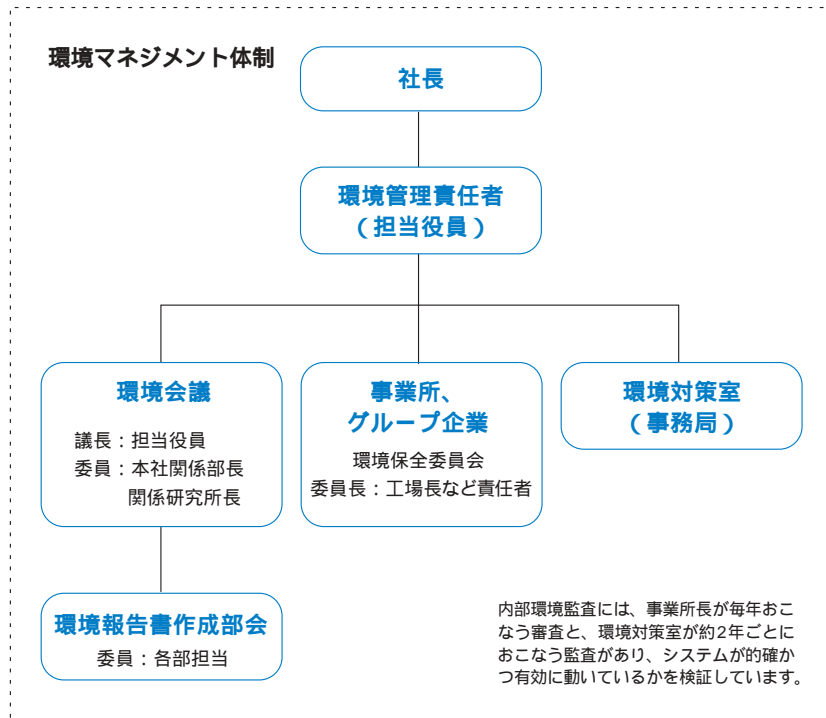 環境マネジメント体制
社長
環境管理責任者
（担当役員）
環境会議
議長：担当役員
委員：本社関係部長
関係研究所長
事業所、
グループ企業
環境保全委員会
委員長：工場長など責任者
環境対策室
（事務局）
環境報告書作成部会
委員：各部担当
内部環境監査には、事業所長が毎年おこ
なう審査と、環境対策室が約2年ごとに
おこなう監査があり、システムが的確か
つ有効に動いているかを検証しています。